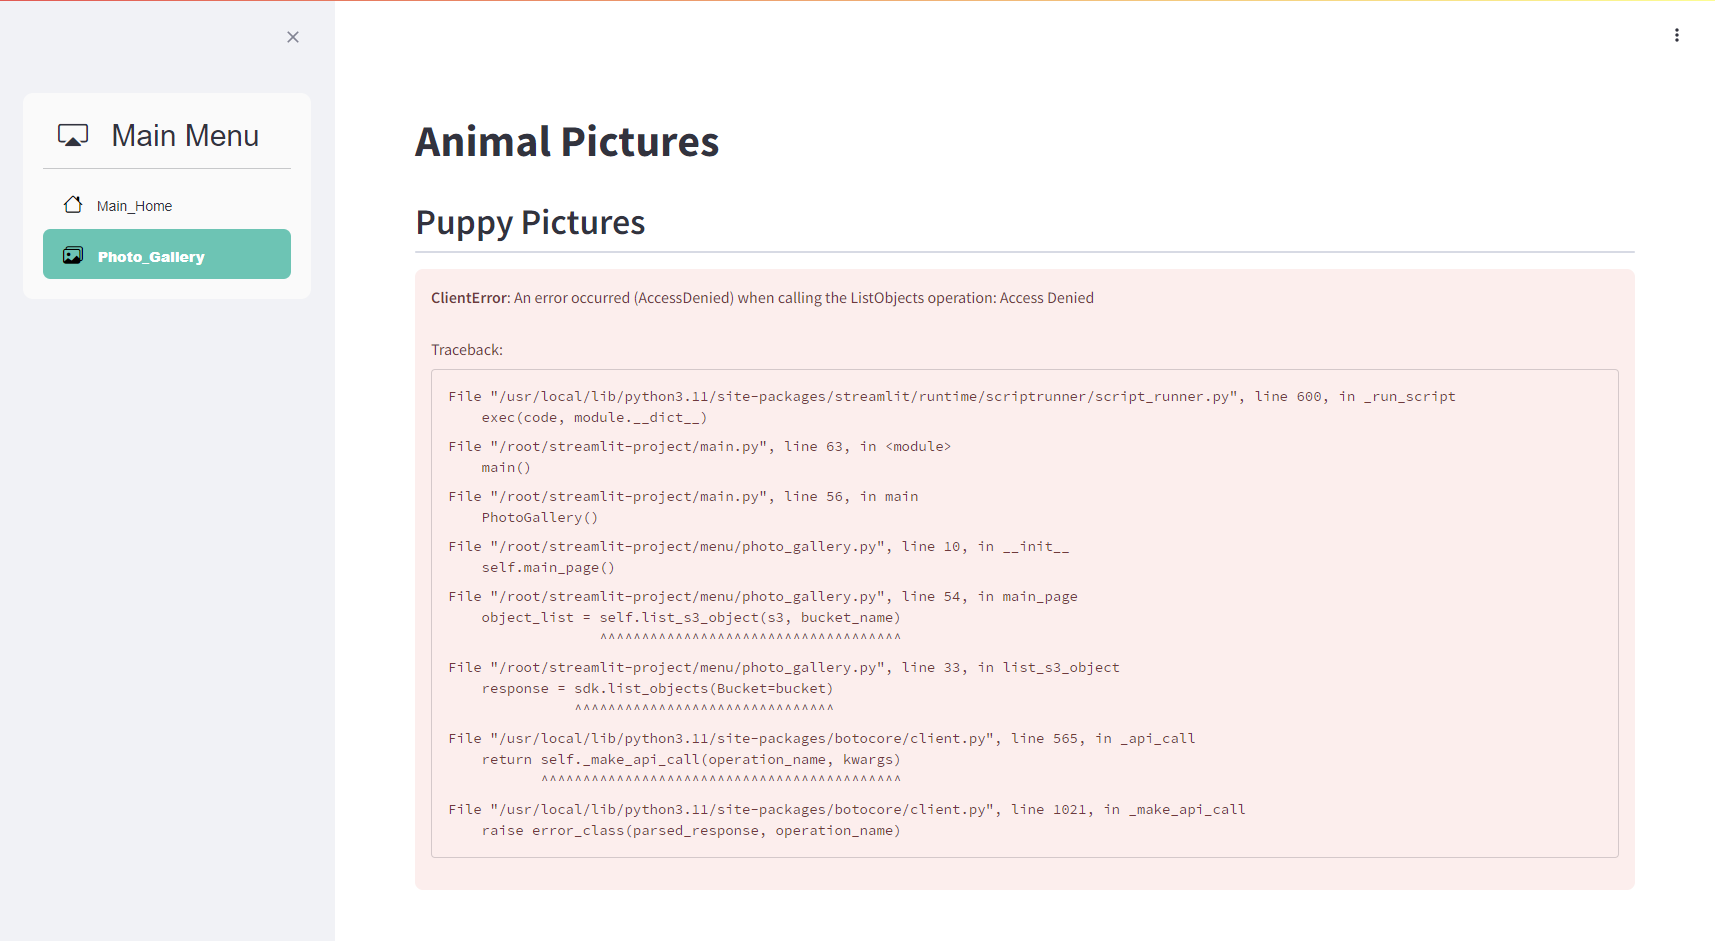 Main Menu
Main_Home
Photo_Gallery
Animal Pictures
Puppy Pictures
ClientError: An error occurred (AccessDenied) when calling the ListObjects operation: Access Denied
Traceback:
File "/usr/local/lib/python3.11/site-packages/streamlit/runtime/scriptrunner/script_runner.py", line 600, in _run_script
exec(code, module.__dict__)
File "/root/streamlit-project/main.py", line 63, in <module>
main()
File "/root/streamlit-project/main.py", line 56, in main
PhotoGallery()
File "/root/streamlit-project/menu/photo_gallery.py", line 10, in __init__
self.main_page()
File "/root/streamlit-project/menu/photo_gallery.py", line 54, in main_page
object_list = self.list_s3_object(s3, bucket_name)
^^^^^^^^^^^^^^^^^^^^^^^^^^^^^^^^^^^^
File "/root/streamlit-project/menu/photo_gallery.py", line 33, in list_s3_object
response = sdk.list_objects(Bucket=bucket)
^^^^^^^^^^^^^^^^^^^^^^^^^^^^^^^
File "/usr/local/lib/python3.11/site-packages/botocore/client.py", line 565, in _api_call
return self._make_api_call(operation_name, kwargs)
^^^^^^^^^^^^^^^^^^^^^^^^^^^^^^^^^^^^^^^^^^^
File "/usr/local/lib/python3.11/site-packages/botocore/client.py", line 1021, in _make_api_call
raise error_class(parsed_response, operation_name)